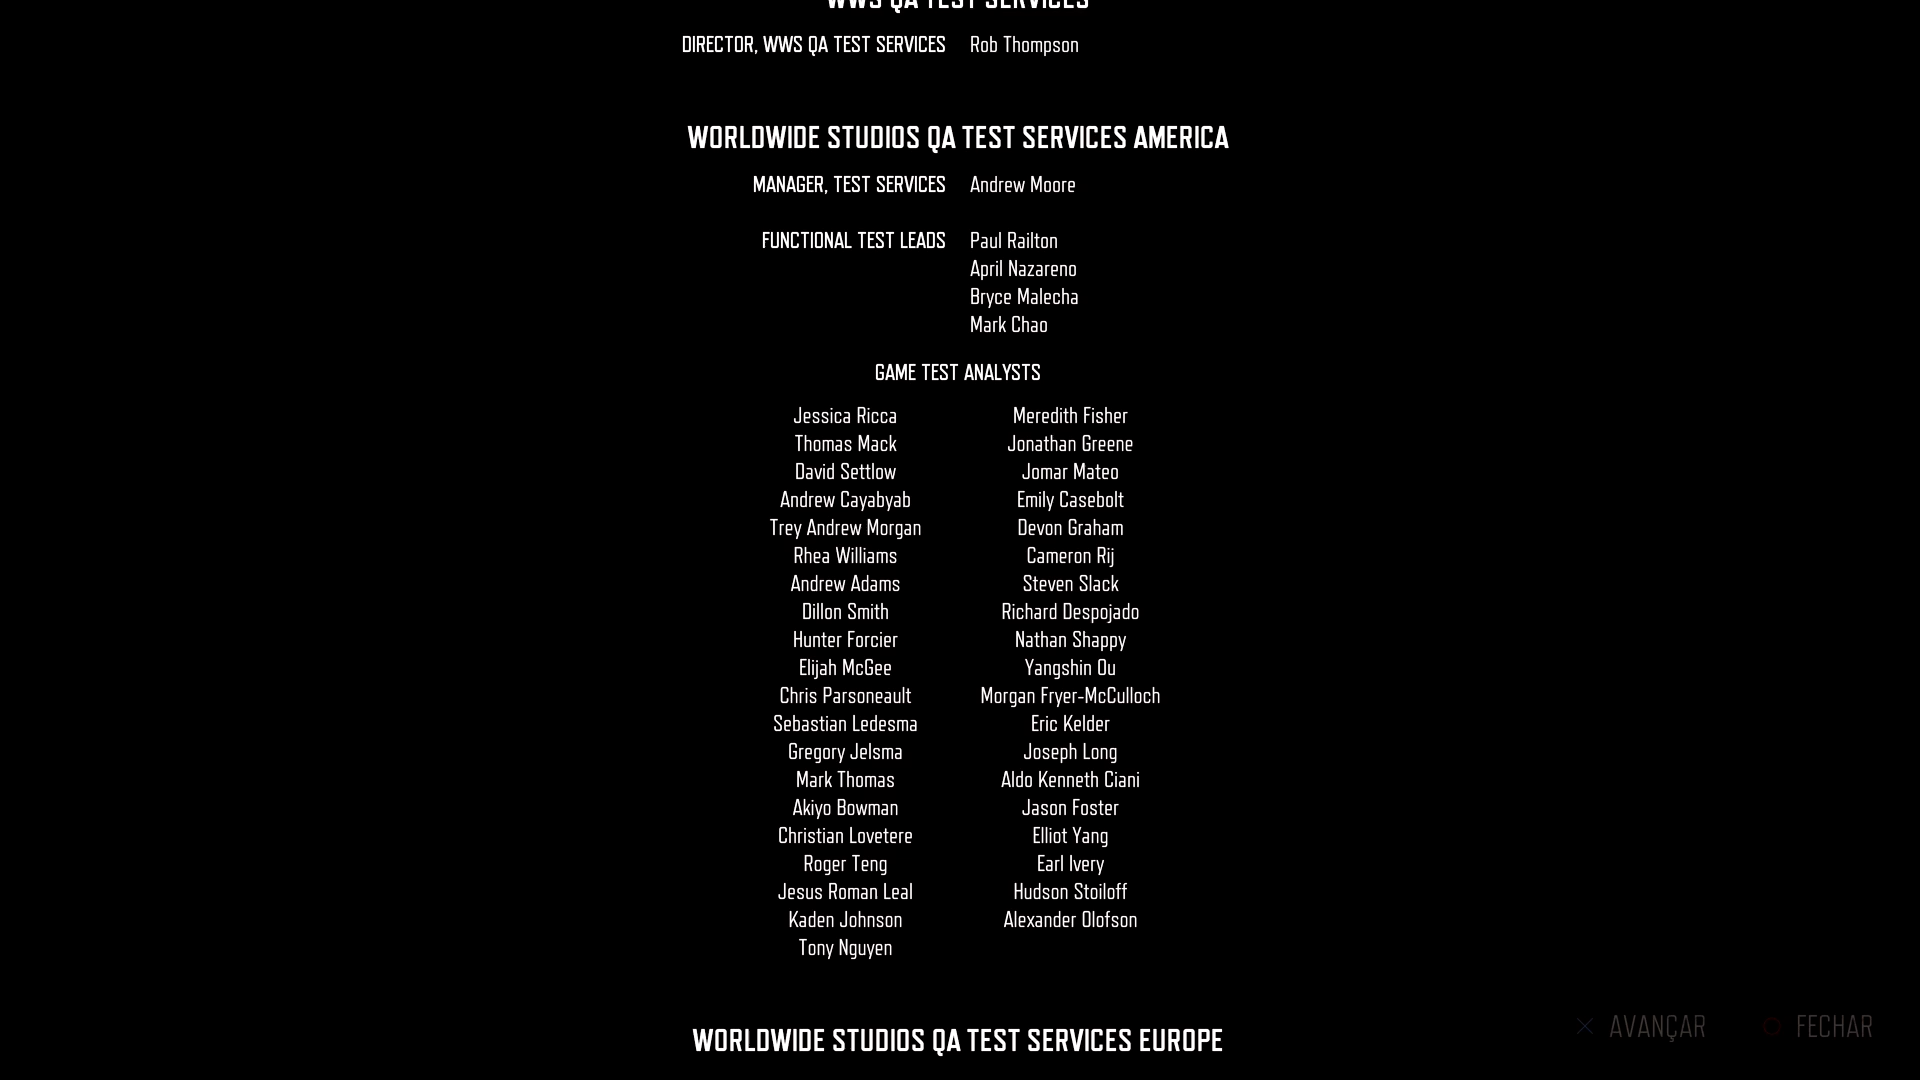 WWS QA TEST SERVICES
DIRECTOR, WWS QA TEST SERVICES Rob Thompson
WORLDWIDE STUDIOS QA TEST SERVICES AMERICA
MANAGER, TEST SERVICES Andrew Moore
FUNCTIONAL TEST LEADS Paul Railton
April Nazareno
Bryce Malecha
Mark Chao
GAME TEST ANALYSTS
Jessica Ricca Meredith Fisher
Thomas Mack Jonathan Greene
David Settlow Jomar Mateo
Andrew Cayabyab Emily Casebolt
Trey Andrew Morgan Devon Graham
Rhea Williams Cameron Rij
Andrew Adams Steven Slack
Dillon Smith Richard Despojado
Hunter Forcier Nathan Shappy
Elijah McGee Yangshin Ou
Chris Parsoneault Morgan Fryer-McCulloch
Sebastian Ledesma Eric Kelder
Gregory Jelsma Joseph Long
Mark Thomas Aldo Kenneth Ciani
Akiyo Bowman Jason Foster
Christian Lovetere Elliot Yang
Roger Teng Earl Ivery
Jesus Roman Leal Hudson Stoiloff
Kaden Johnson Alexander Olofson
Tony Nguyen
WORLDWIDE STUDIOS QA TEST SERVICES EUROPE
AVANÇAR FECHAR